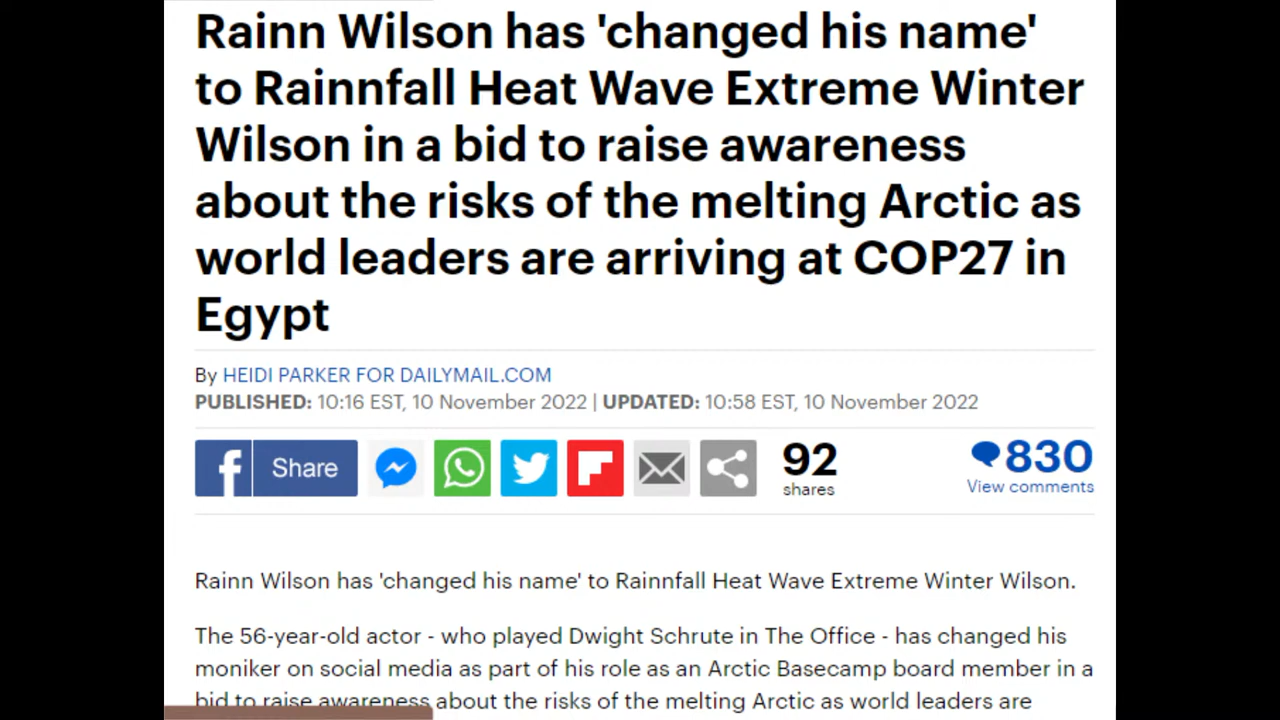 Rainn Wilson has 'changed his name'
to Rainnfall Heat Wave Extreme Winter
Wilson in a bid to raise awareness
about the risks of the melting Arctic as
world leaders are arriving at COP27 in
Egypt
By HEIDI PARKER FOR DAILYMAIL.COM
PUBLISHED: 10:16 EST, 10 November 2022 | UPDATED: 10:58 EST, 10 November 2022
Share
92
shares
830
View comments
Rainn Wilson has 'changed his name' to Rainnfall Heat Wave Extreme Winter Wilson.
The 56-year-old actor - who played Dwight Schrute in The Office - has changed his
moniker on social media as part of his role as an Arctic Basecamp board member in a
bid to raise awareness about the risks of the melting Arctic as world leaders are